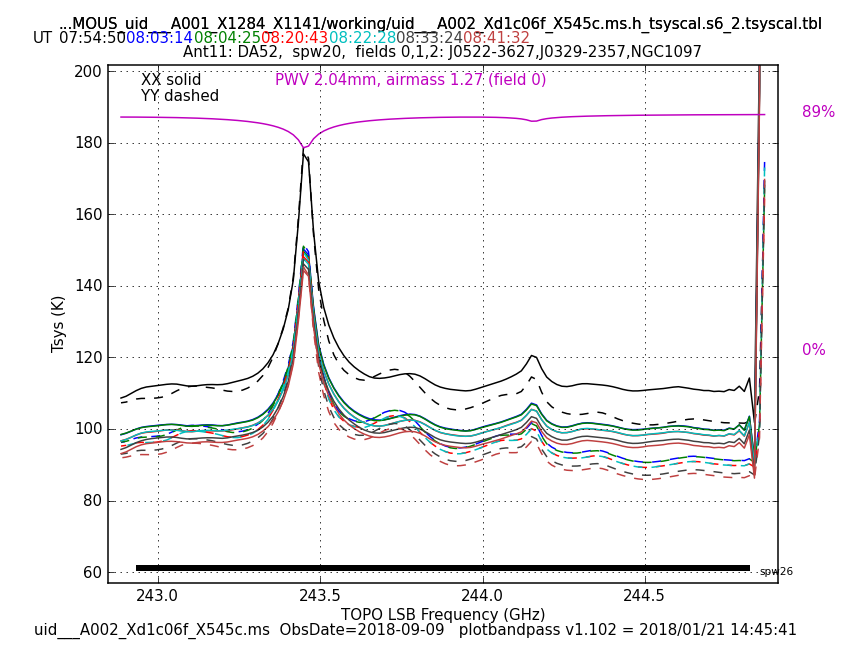 ...MOUS_uid___A001_X1284_X1141/working/uid___A002_Xd1c06f_X545c.ms.h_tsyscal.s6_2.tsyscal.tbl
UT 07:54:50 08:03:14 08:04:25 08:20:43 08:22:28 08:33:24 08:41:32
Ant11: DA52, spw20, fields 0,1,2: J0522-3627,J0329-2357,NGC1097
XX solid
PWV 2.04mm, airmass 1.27 (field 0)
YY dashed
200
180
160
140
120
100
80
60
Tsys (K)
89%
0%
spw26
243.0 243.5 244.0 244.5
TOPO LSB Frequency (GHz)
uid___A002_Xd1c06f_X545c.ms ObsDate=2018-09-09 plotbandpass v1.102 = 2018/01/21 14:45:41